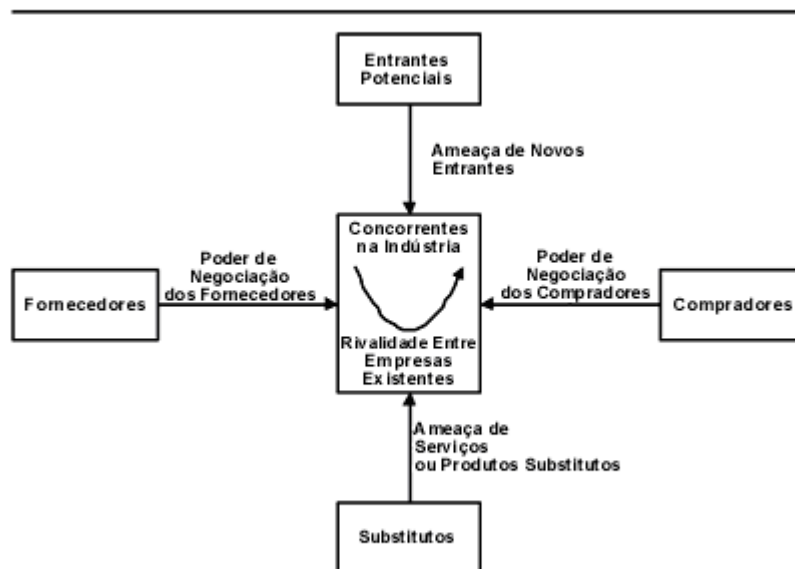 Entrantes
Potenciais
Ameaça de Novos
Entrantes
Concorrentes
na Indústria
Poder de
Negociação
dos Fornecedores
Poder de
Negociação
dos Compradores
Fornecedores
Compradores
Rivalidade Entre
Empresas
Existentes
Ameaça de
Serviços
ou Produtos Substitutos
Substitutos